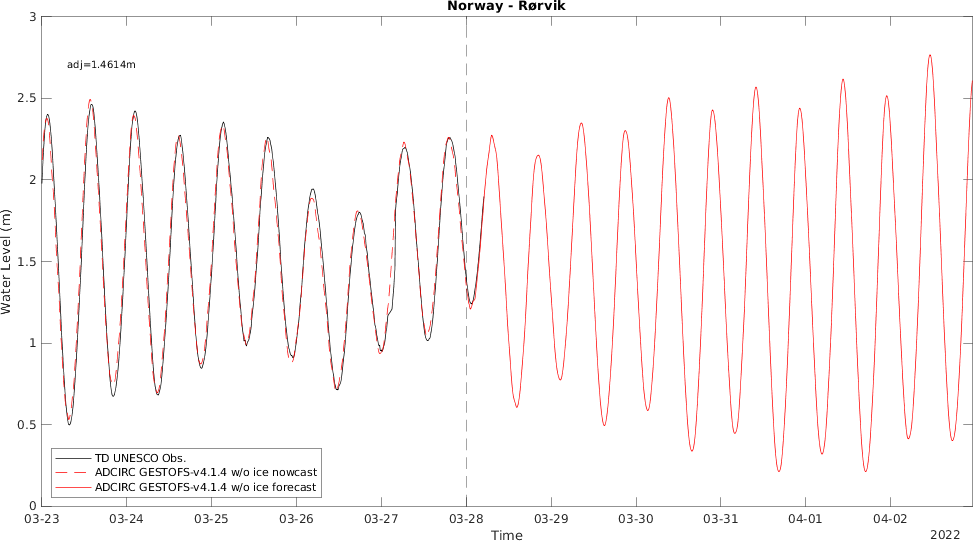 Norway - Rørvik
adj=1.4614m
Water Level (m)
3
2.5
2
1.5
1
0.5
0
TD UNESCO Obs.
ADCIRC GESTOFS-v4.1.4 w/o ice nowcast
ADCIRC GESTOFS-v4.1.4 w/o ice forecast
03-23 03-24 03-25 03-26 03-27 03-28 03-29 03-30 03-31 04-01 04-02
Time
2022